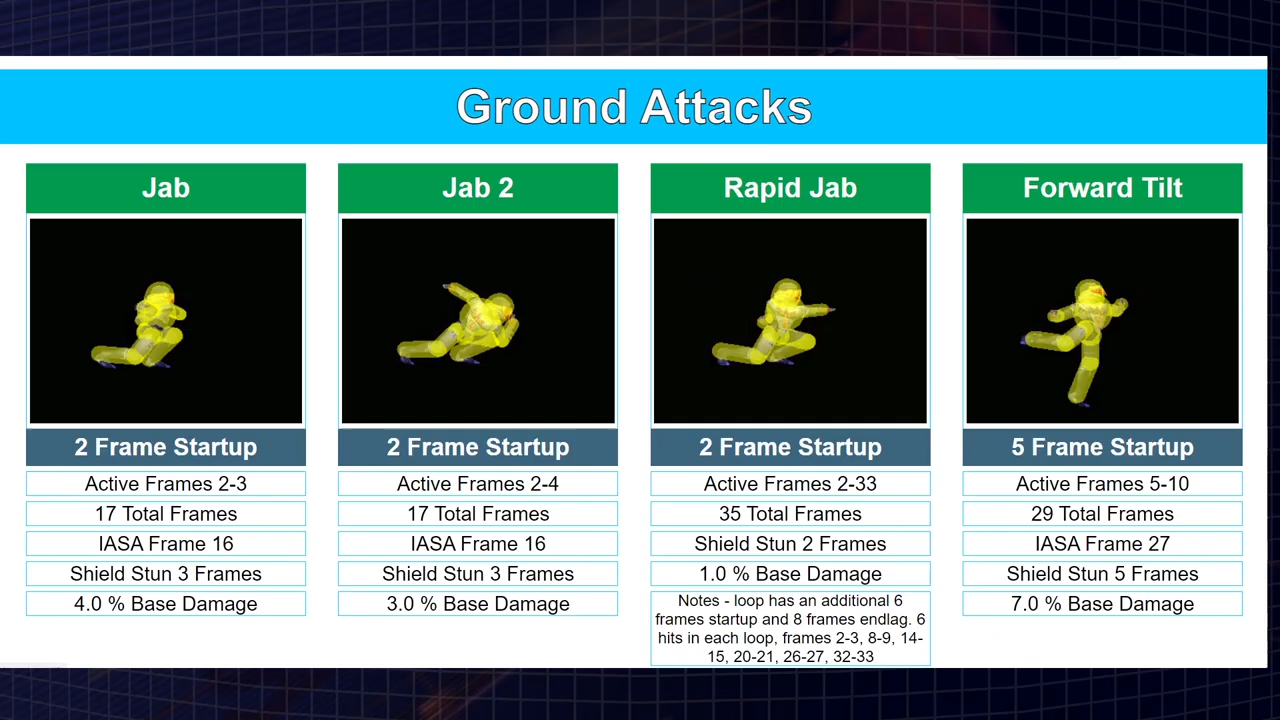 Ground Attacks
Jab
2 Frame Startup
Active Frames 2-3
17 Total Frames
IASA Frame 16
Shield Stun 3 Frames
4.0 % Base Damage
Jab 2
2 Frame Startup
Active Frames 2-4
17 Total Frames
IASA Frame 16
Shield Stun 3 Frames
3.0 % Base Damage
Rapid Jab
2 Frame Startup
Active Frames 2-33
35 Total Frames
Shield Stun 2 Frames
1.0 % Base Damage
Notes - loop has an additional 6
frames startup and 8 frames endlag. 6
hits in each loop, frames 2-3, 8-9, 14-
15, 20-21, 26-27, 32-33
Forward Tilt
5 Frame Startup
Active Frames 5-10
29 Total Frames
IASA Frame 27
Shield Stun 5 Frames
7.0 % Base Damage